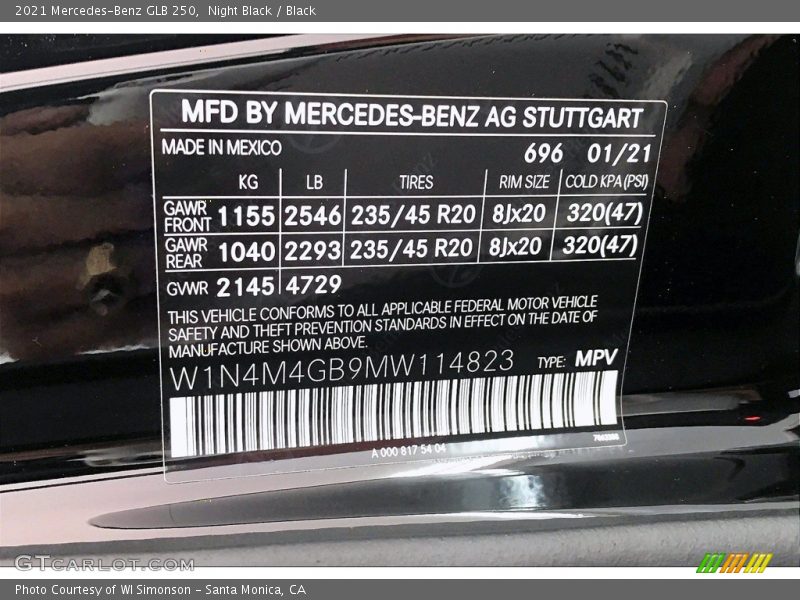 2021 Mercedes-Benz GLB 250,  Night Black / Black
MFD BY MERCEDES-BENZ AG STUTTGART
MADE IN MEXICO 696 01/21
KG LB TIRES RIM SIZE COLD KPA (PSI)
GAWR FRONT 1155 2546 235/45 R20 8Jx20 320(47)
GAWR REAR 1040 2293 235/45 R20 8Jx20 320(47)
GVWR 2145 4729
THIS VEHICLE CONFORMS TO ALL APPLICABLE FEDERAL MOTOR VEHICLE
SAFETY AND THEFT PREVENTION STANDARDS IN EFFECT ON THE DATE OF
MANUFACTURE SHOWN ABOVE.
W1N4M4GB9MW114823 TYPE: MPV
A 000 817 54 04
GTCARLOT.COM
Photo Courtesy of WI Simonson - Santa Monica, CA